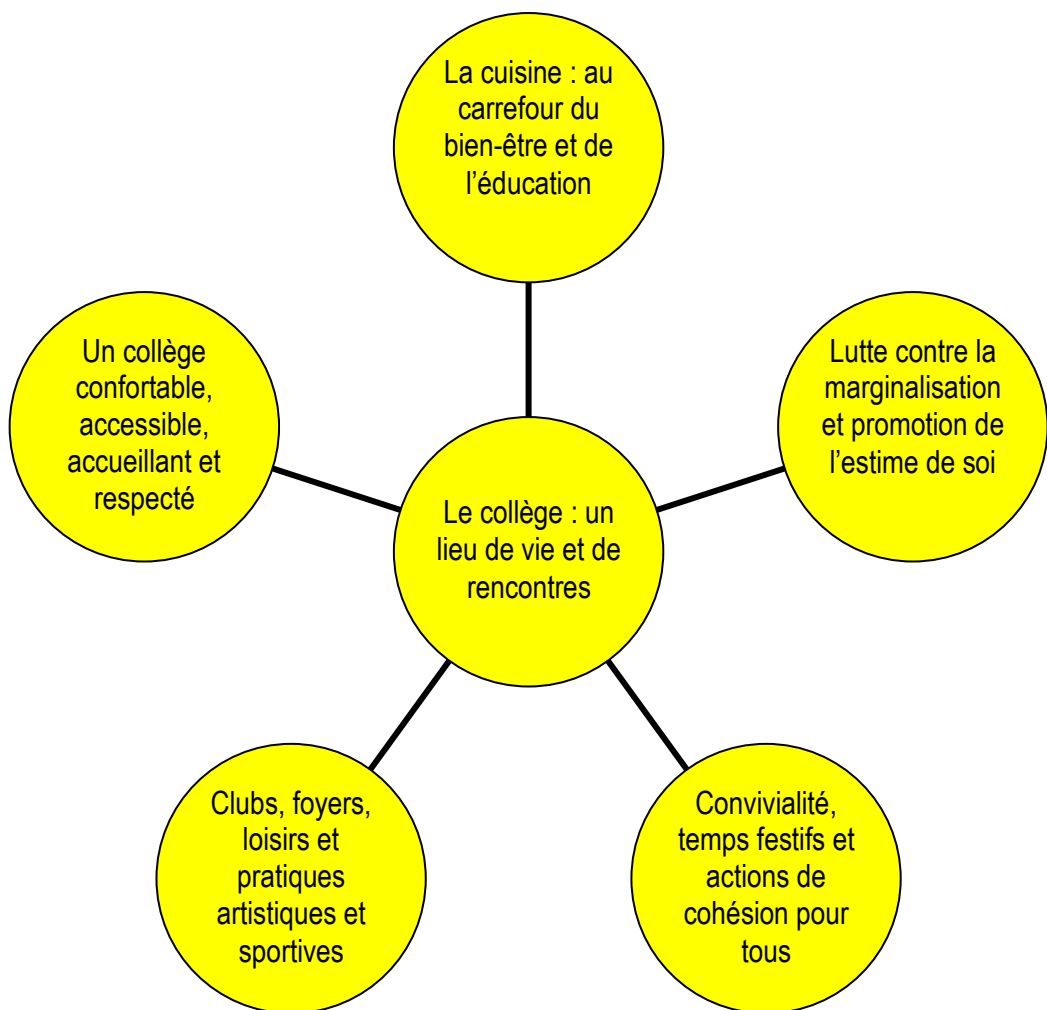 La cuisine : au
carrefour du
bien-être et de
l’éducation
Un collège
confortable,
accessible,
accueillant et
respecté
Lutte contre la
marginalisation
et promotion de
l’estime de soi
Le collège : un
lieu de vie et de
rencontres
Clubs, foyers,
loisirs et
pratiques
artistiques et
sportives
Convivialité,
temps festifs et
actions de
cohésion pour
tous